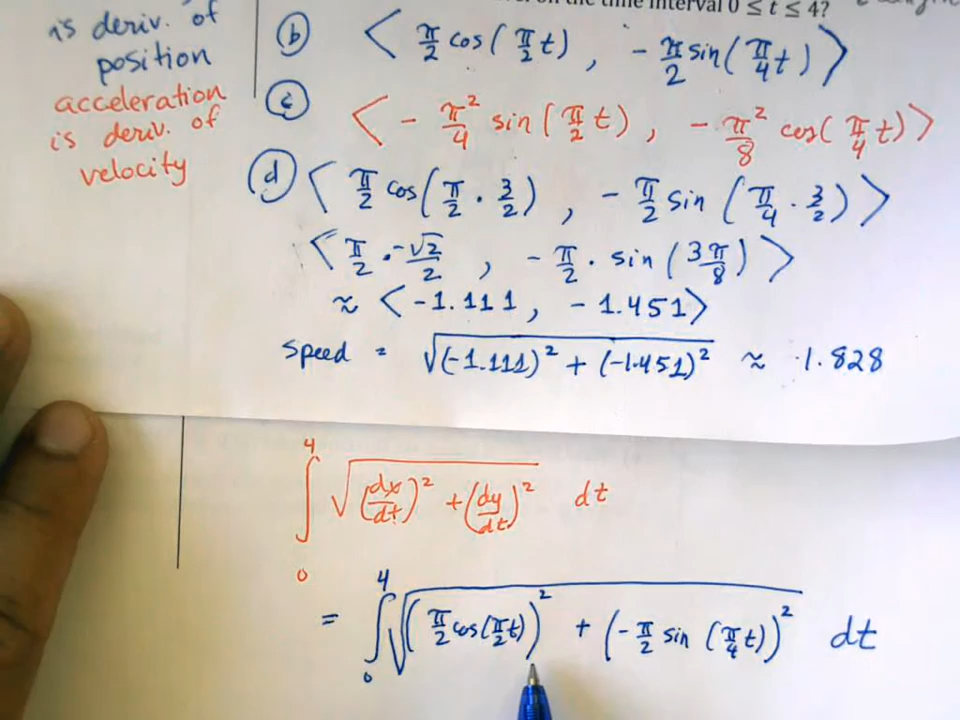 on the time interval 0 ≤ t ≤ 4?
is deriv. of
position
acceleration
is deriv. of
velocity
(b) < π/2 cos(π/2 t) , - π/2 sin(π/4 t) >
(c) < - π²/4 sin(π/2 t) , - π²/8 cos(π/4 t) >
(d) < π/2 cos(π/2 · 3/2) , - π/2 sin(π/4 · 3/2) >
< π/2 · -√2/2 , - π/2 · sin(3π/8) >
≈ < -1.111 , -1.451 >
speed = √((-1.111)² + (-1.451)²) ≈ 1.828
∫₀⁴ √((dx/dt)² + (dy/dt)²) dt
= ∫₀⁴ √((π/2 cos(π/2 t))² + (- π/2 sin(π/4 t))²) dt